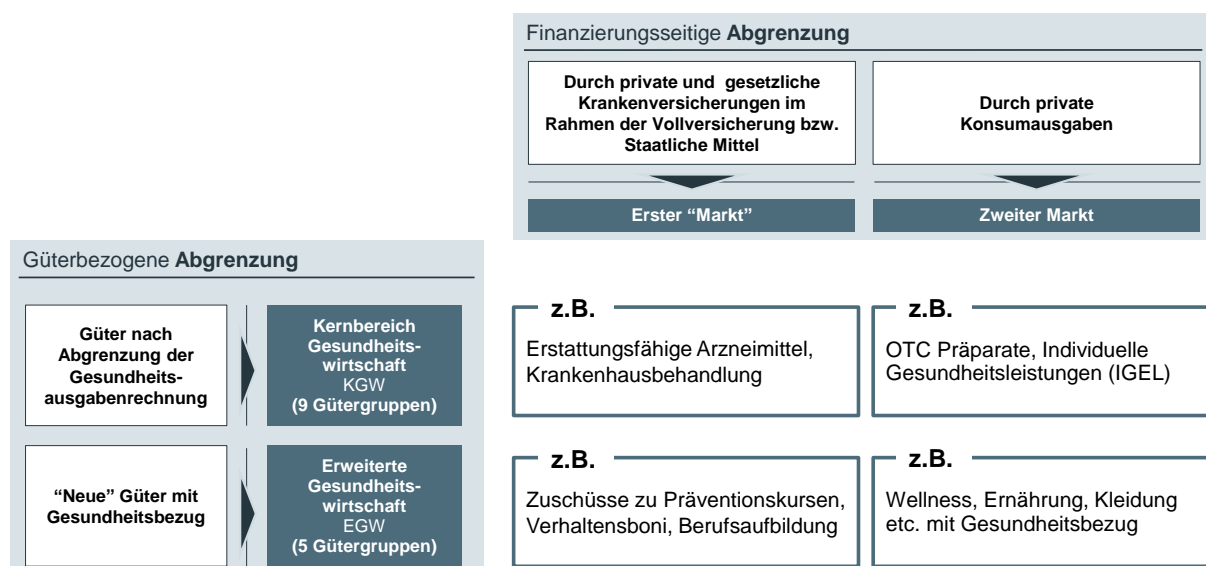 Finanzierungsseitige Abgrenzung
Durch private und gesetzliche
Krankenversicherungen im
Rahmen der Vollversicherung bzw.
Staatliche Mittel
Durch private
Konsumausgaben
Erster “Markt”
Zweiter Markt
Güterbezogene Abgrenzung
Güter nach
Abgrenzung der
Gesundheits-
ausgabenrechnung
Kernbereich
Gesundheits-
wirtschaft
KGW
(9 Gütergruppen)
z.B.
Erstattungsfähige Arzneimittel,
Krankenhausbehandlung
z.B.
OTC Präparate, Individuelle
Gesundheitsleistungen (IGEL)
“Neue” Güter mit
Gesundheitsbezug
Erweiterte
Gesundheits-
wirtschaft
EGW
(5 Gütergruppen)
z.B.
Zuschüsse zu Präventionskursen,
Verhaltensboni, Berufsaufbildung
z.B.
Wellness, Ernährung, Kleidung
etc. mit Gesundheitsbezug